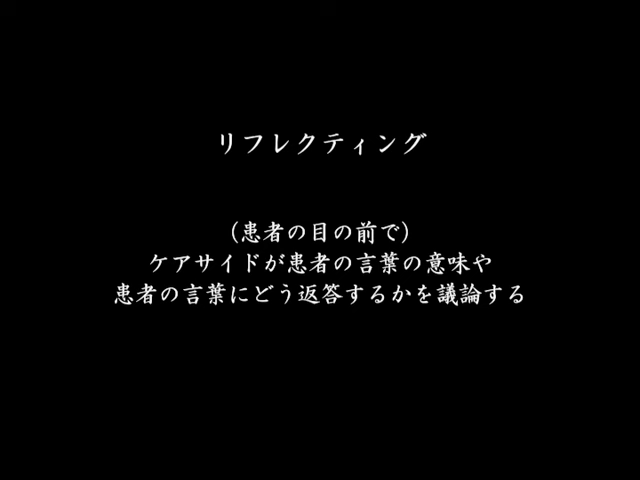 リフレクティング
(患者の目の前で)
ケアサイドが患者の言葉の意味や
患者の言葉にどう返答するかを議論する